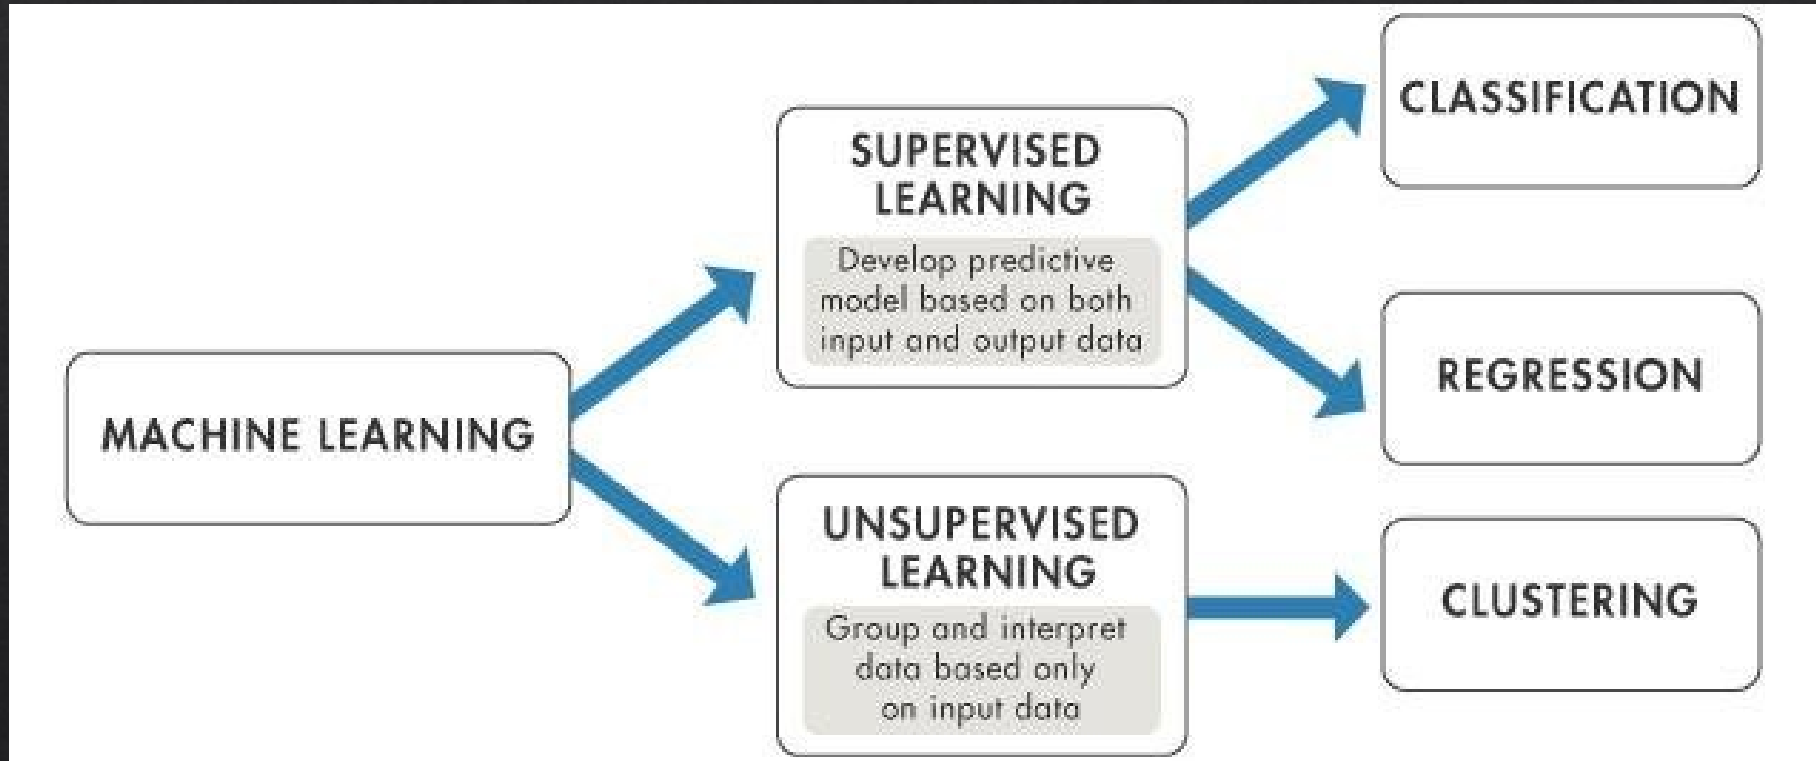 MACHINE LEARNING
SUPERVISED
LEARNING
Develop predictive
model based on both
input and output data
UNSUPERVISED
LEARNING
Group and interpret
data based only
on input data
CLASSIFICATION
REGRESSION
CLUSTERING